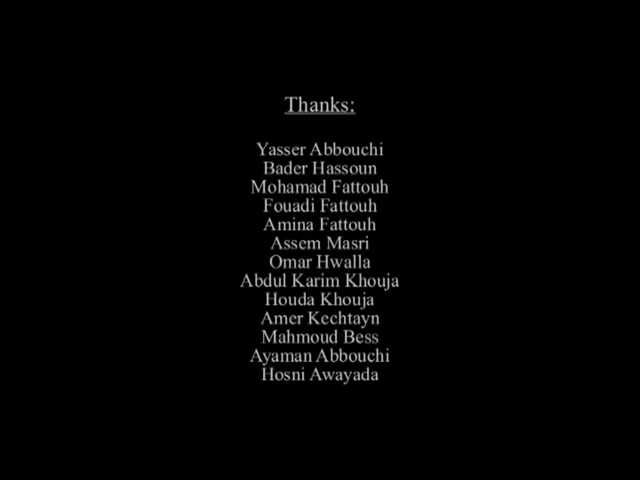 Thanks:
Yasser Abbouchi
Bader Hassoun
Mohamad Fattouh
Fouadi Fattouh
Amina Fattouh
Assem Masri
Omar Hwalla
Abdul Karim Khouja
Houda Khouja
Amer Kechtayn
Mahmoud Bess
Ayaman Abbouchi
Hosni Awayada